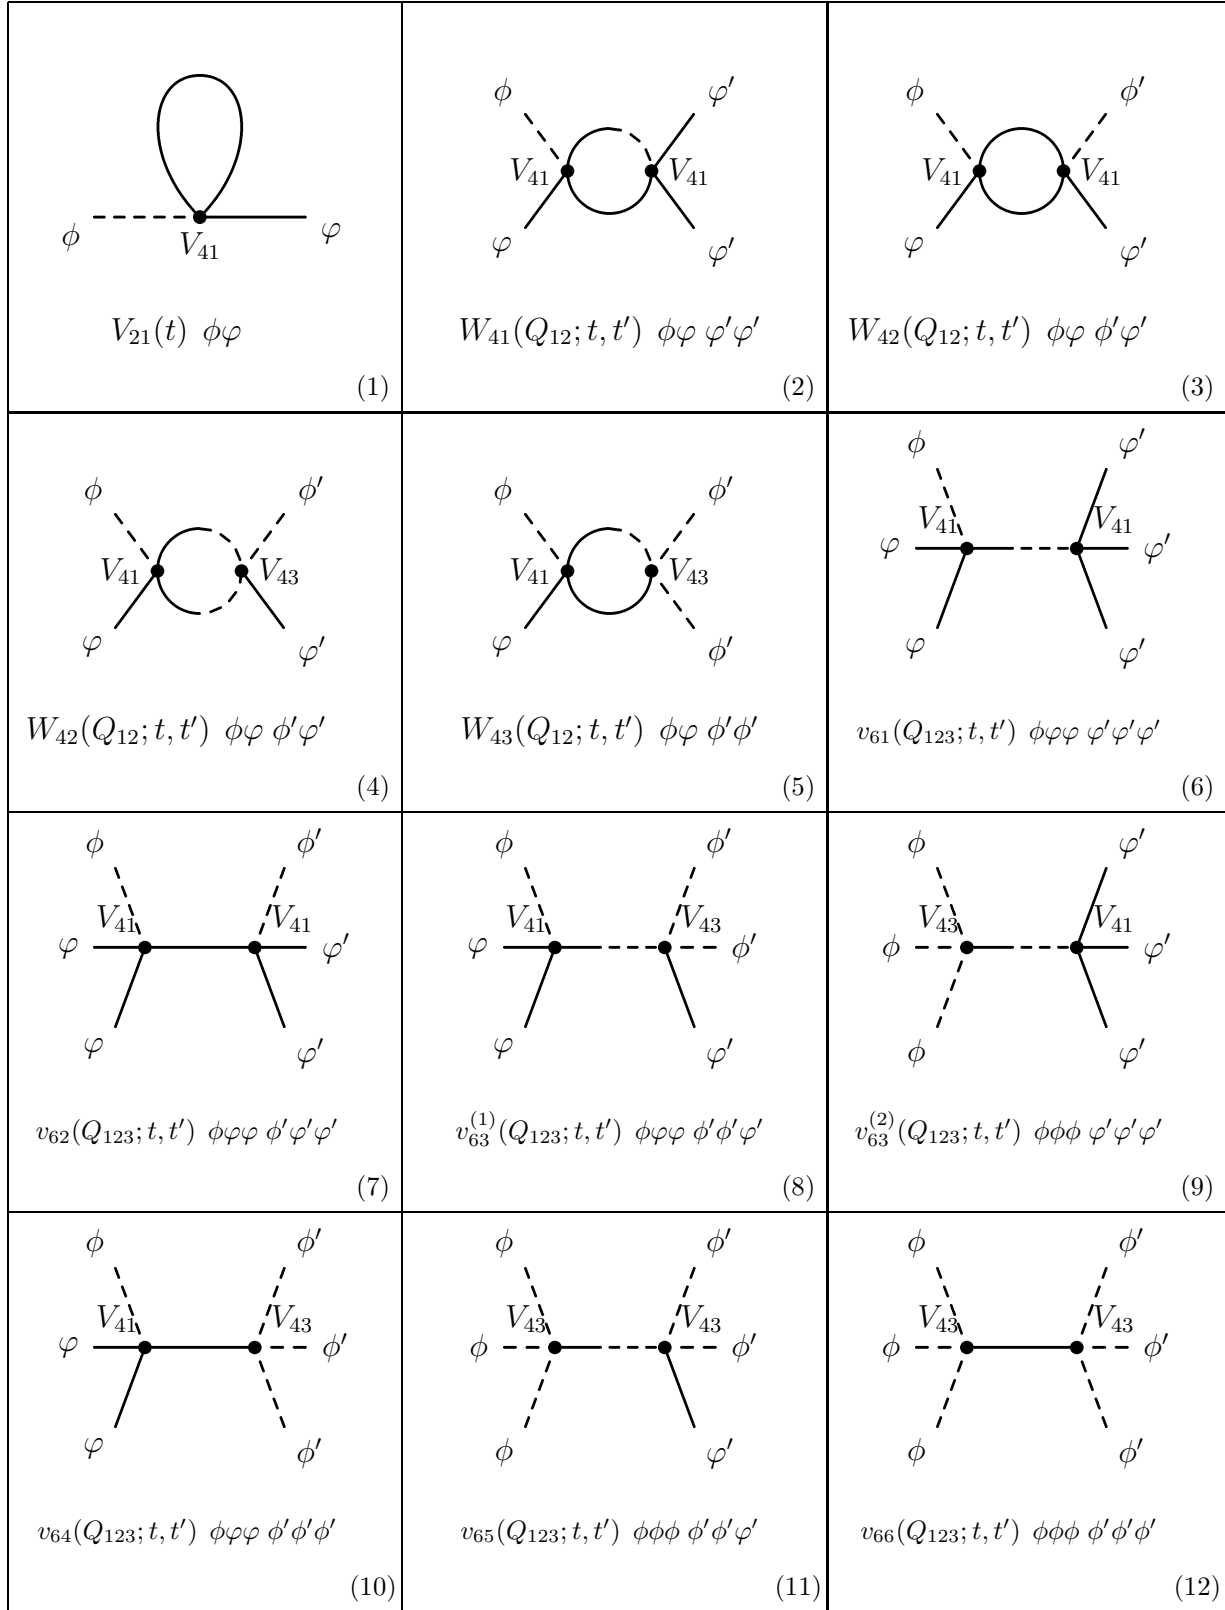 ϕ
V₄₁
φ
V₂₁(t) ϕφ
(1)
ϕ
φ′
V₄₁
V₄₁
φ
φ′
W₄₁(Q₁₂; t, t′) ϕφ φ′φ′
(2)
ϕ
ϕ′
V₄₁
V₄₁
φ
φ′
W₄₂(Q₁₂; t, t′) ϕφ ϕ′φ′
(3)
ϕ
ϕ′
V₄₁
V₄₃
φ
φ′
W₄₂(Q₁₂; t, t′) ϕφ ϕ′φ′
(4)
ϕ
ϕ′
V₄₁
V₄₃
φ
ϕ′
W₄₃(Q₁₂; t, t′) ϕφ ϕ′ϕ′
(5)
ϕ
φ′
V₄₁
V₄₁
φ
φ′
φ
φ′
v₆₁(Q₁₂₃; t, t′) ϕφφ φ′φ′φ′
(6)
ϕ
ϕ′
V₄₁
V₄₁
φ
φ′
φ
φ′
v₆₂(Q₁₂₃; t, t′) ϕφφ ϕ′φ′φ′
(7)
ϕ
ϕ′
V₄₁
V₄₃
φ
ϕ′
φ
φ′
v₆₃⁽¹⁾(Q₁₂₃; t, t′) ϕφφ ϕ′ϕ′φ′
(8)
ϕ
φ′
V₄₃
V₄₁
ϕ
φ′
ϕ
φ′
v₆₃⁽²⁾(Q₁₂₃; t, t′) ϕϕϕ φ′φ′φ′
(9)
ϕ
ϕ′
V₄₁
V₄₃
φ
ϕ′
φ
ϕ′
v₆₄(Q₁₂₃; t, t′) ϕφφ ϕ′ϕ′ϕ′
(10)
ϕ
ϕ′
V₄₃
V₄₃
ϕ
ϕ′
ϕ
φ′
v₆₅(Q₁₂₃; t, t′) ϕϕϕ ϕ′ϕ′φ′
(11)
ϕ
ϕ′
V₄₃
V₄₃
ϕ
ϕ′
ϕ
ϕ′
v₆₆(Q₁₂₃; t, t′) ϕϕϕ ϕ′ϕ′ϕ′
(12)